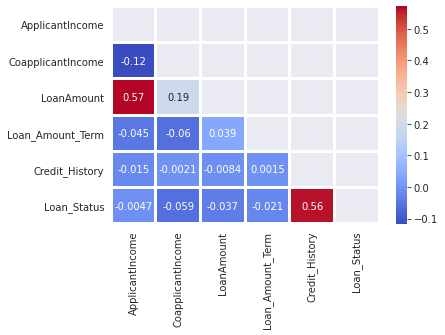 ApplicantIncome
CoapplicantIncome -0.12
LoanAmount 0.57 0.19
Loan_Amount_Term -0.045 -0.06 0.039
Credit_History -0.015 -0.0021 -0.0084 0.0015
Loan_Status -0.0047 -0.059 -0.037 -0.021 0.56
ApplicantIncome
CoapplicantIncome
LoanAmount
Loan_Amount_Term
Credit_History
Loan_Status
0.5
0.4
0.3
0.2
0.1
0.0
-0.1